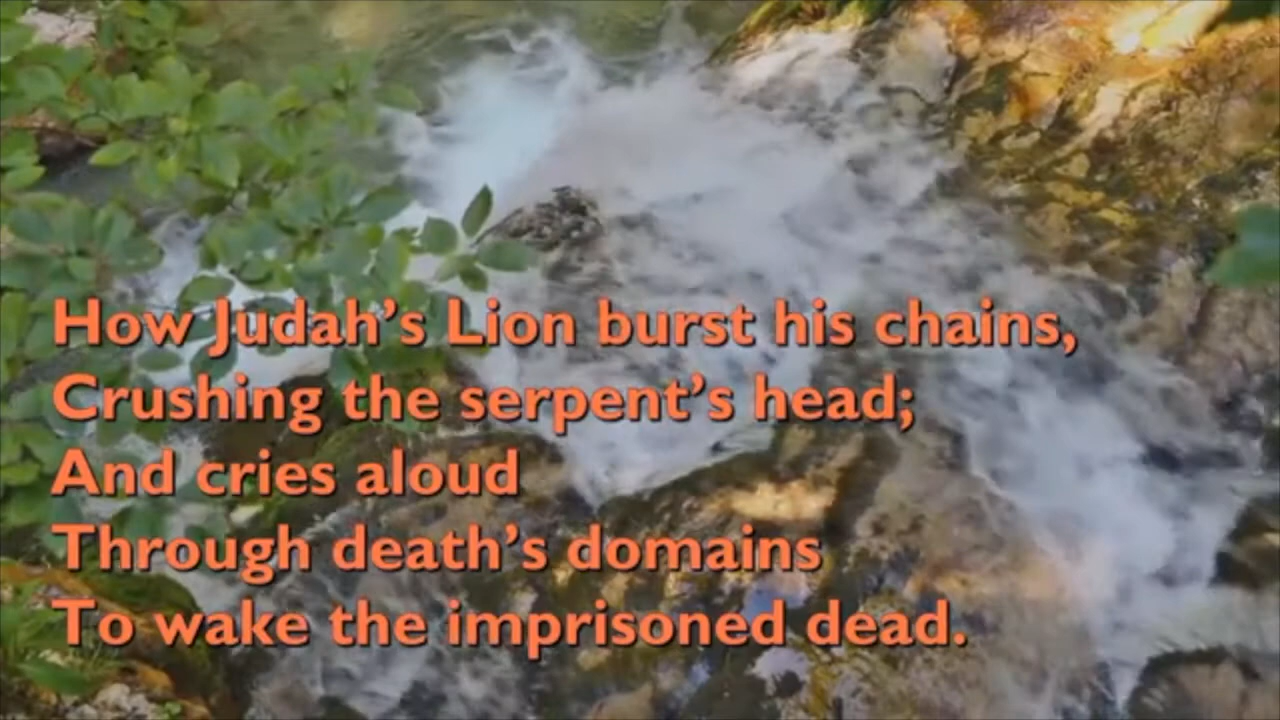 How Judah’s Lion burst his chains,
Crushing the serpent’s head;
And cries aloud
Through death’s domains
To wake the imprisoned dead.